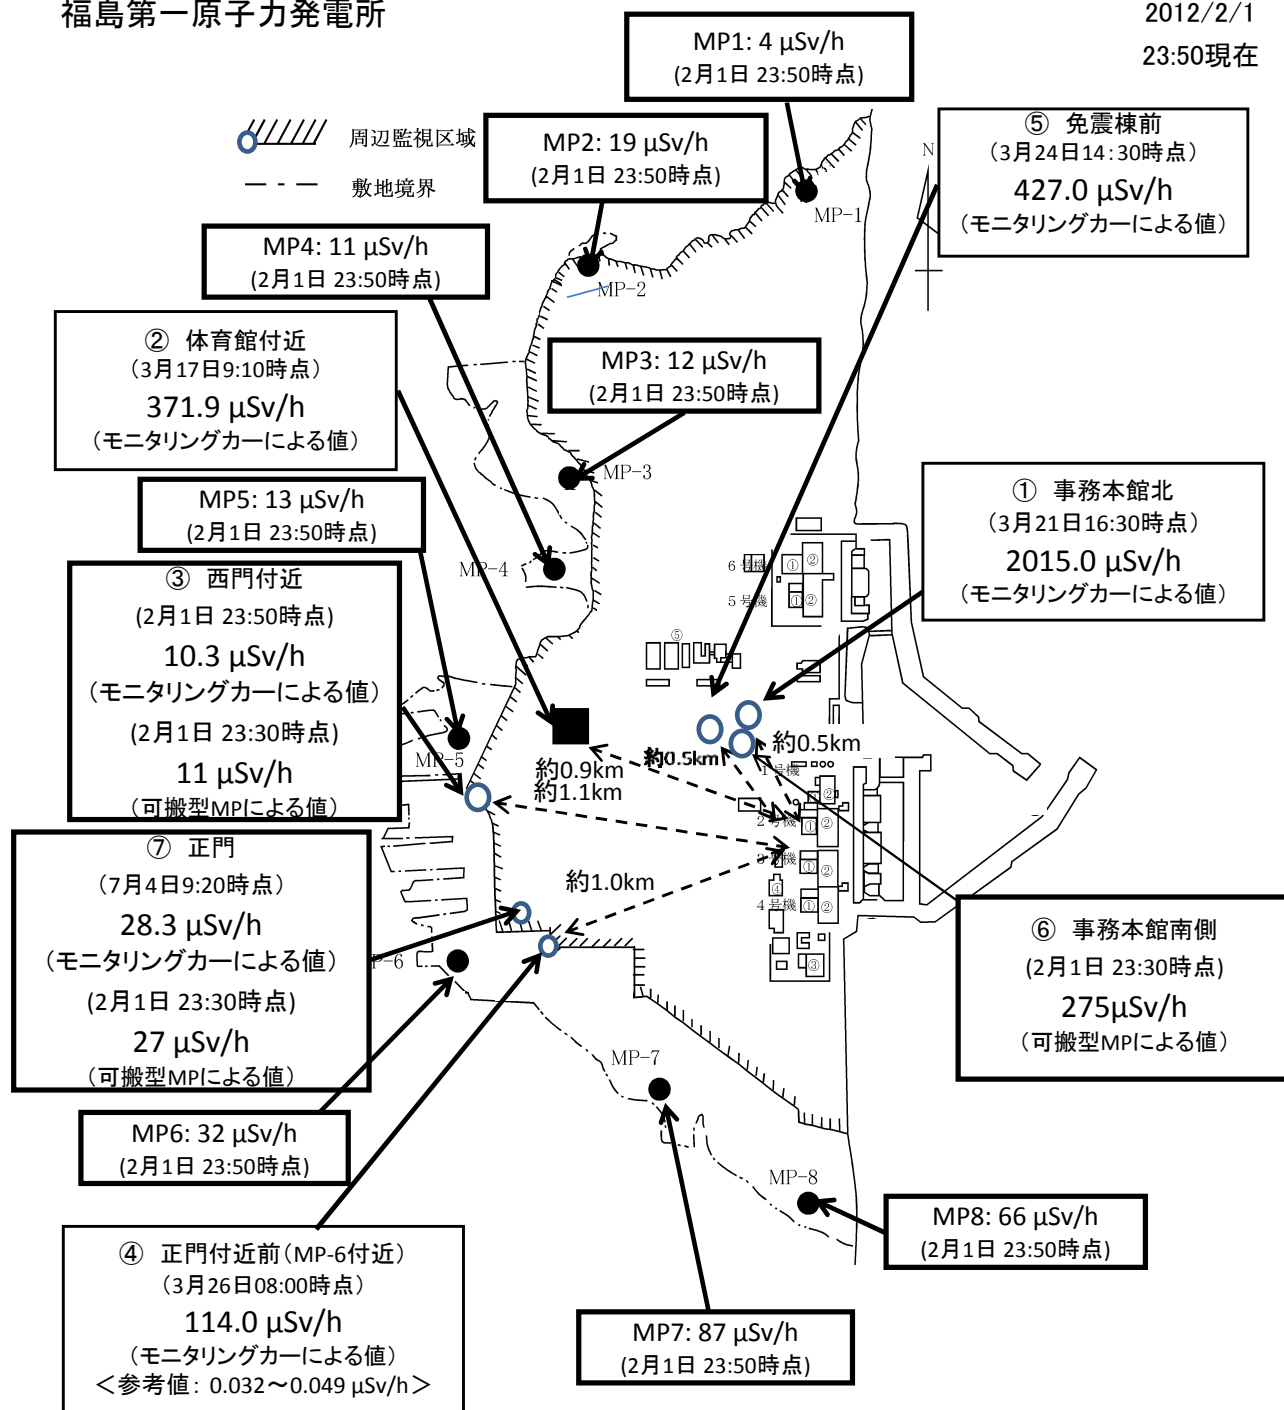 福島第一原子力発電所
2012/2/1
23:50現在
周辺監視区域
敷地境界
N
MP1: 4 μSv/h
(2月1日 23:50時点)
MP-1
MP2: 19 μSv/h
(2月1日 23:50時点)
MP-2
⑤ 免震棟前
(3月24日14:30時点)
427.0 μSv/h
(モニタリングカーによる値)
MP4: 11 μSv/h
(2月1日 23:50時点)
② 体育館付近
(3月17日9:10時点)
371.9 μSv/h
(モニタリングカーによる値)
MP3: 12 μSv/h
(2月1日 23:50時点)
MP-3
MP5: 13 μSv/h
(2月1日 23:50時点)
① 事務本館北
(3月21日16:30時点)
2015.0 μSv/h
(モニタリングカーによる値)
MP-4
6号機
① ②
5号機
① ②
⑤
③ 西門付近
(2月1日 23:50時点)
10.3 μSv/h
(モニタリングカーによる値)
(2月1日 23:30時点)
11 μSv/h
(可搬型MPによる値)
MP-5
約0.9km
約1.1km
約0.5km
約0.5km
1号機
① ②
2号機
① ②
3号機
① ②
④
4号機
① ②
③
約1.0km
⑦ 正門
(7月4日9:20時点)
28.3 μSv/h
(モニタリングカーによる値)
(2月1日 23:30時点)
27 μSv/h
(可搬型MPによる値)
P-6
⑥ 事務本館南側
(2月1日 23:30時点)
275μSv/h
(可搬型MPによる値)
MP-7
MP6: 32 μSv/h
(2月1日 23:50時点)
MP-8
MP8: 66 μSv/h
(2月1日 23:50時点)
④ 正門付近前(MP-6付近)
(3月26日08:00時点)
114.0 μSv/h
(モニタリングカーによる値)
<参考値: 0.032~0.049 μSv/h>
MP7: 87 μSv/h
(2月1日 23:50時点)